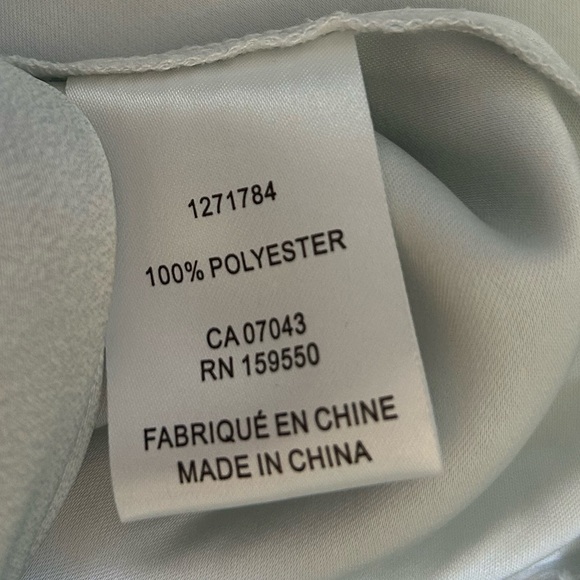 1271784
100% POLYESTER
CA 07043
RN 159550
FABRIQUÉ EN CHINE
MADE IN CHINA